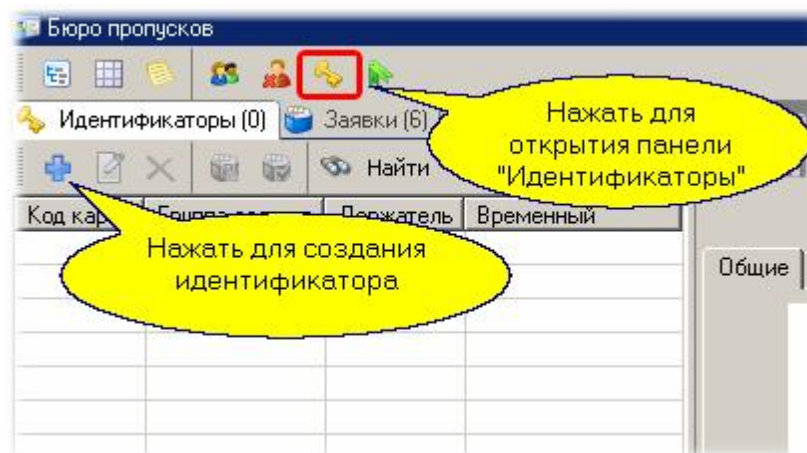 Бюро пропусков
Идентификаторы (0) Заявки (6)
Нажать для
открытия панели
"Идентификаторы"
Найти
Код Держатель Временный
Нажать для создания
идентификатора
Общие